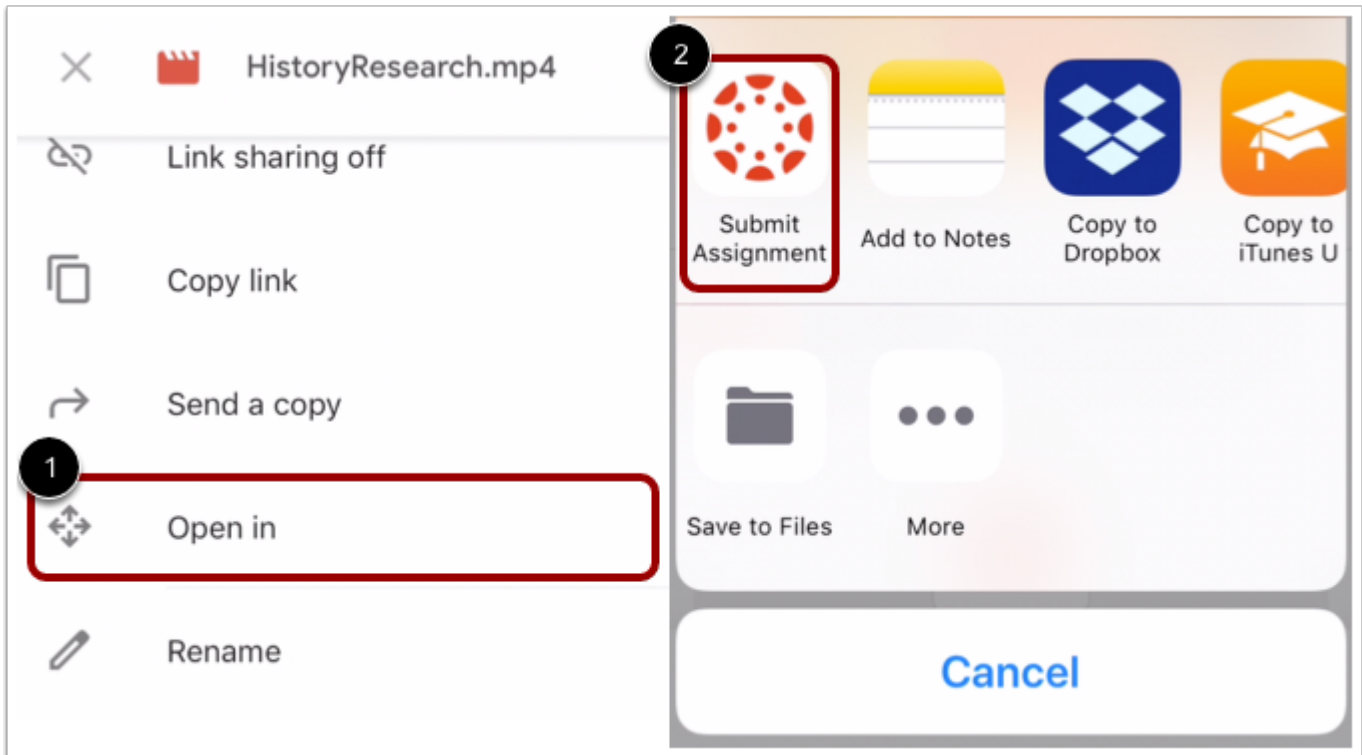 HistoryResearch.mp4
Link sharing off
Copy link
Send a copy
1
Open in
Rename
2
Submit
Assignment
Add to Notes
Copy to
Dropbox
Copy to
iTunes U
Save to Files
More
Cancel